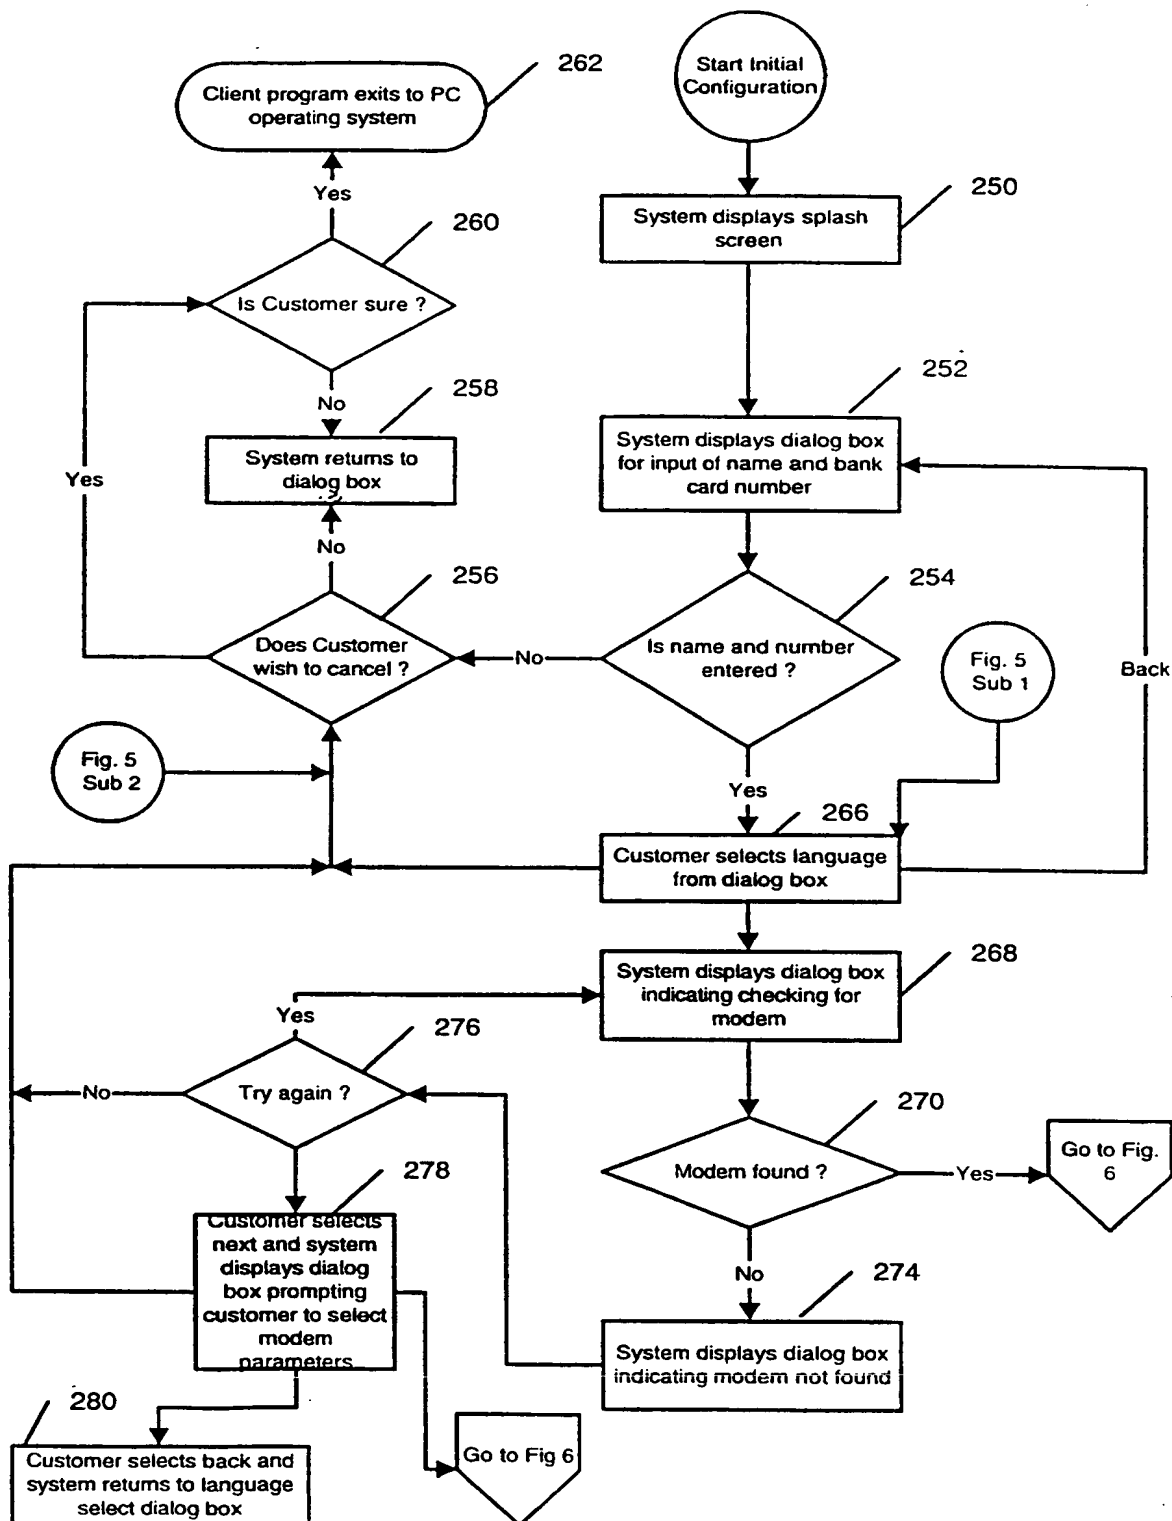 262
Client program exits to PC
operating system
Start Initial
Configuration
Yes
250
System displays splash
screen
260
Is Customer sure ?
252
258
No
System displays dialog box
for input of name and bank
card number
System returns to
dialog box
Yes
No
256
254
Does Customer
wish to cancel ?
No
Is name and number
entered ?
Fig. 5
Sub 1
Back
Fig. 5
Sub 2
Yes
266
Customer selects language
from dialog box
268
System displays dialog box
indicating checking for
modem
Yes
276
Try again ?
No
270
Modem found ?
Yes
Go to Fig.
6
278
Customer selects
next and system
displays dialog
box prompting
customer to select
modem
parameters
No
274
System displays dialog box
indicating modem not found
280
Customer selects back and
system returns to language
select dialog box
Go to Fig 6